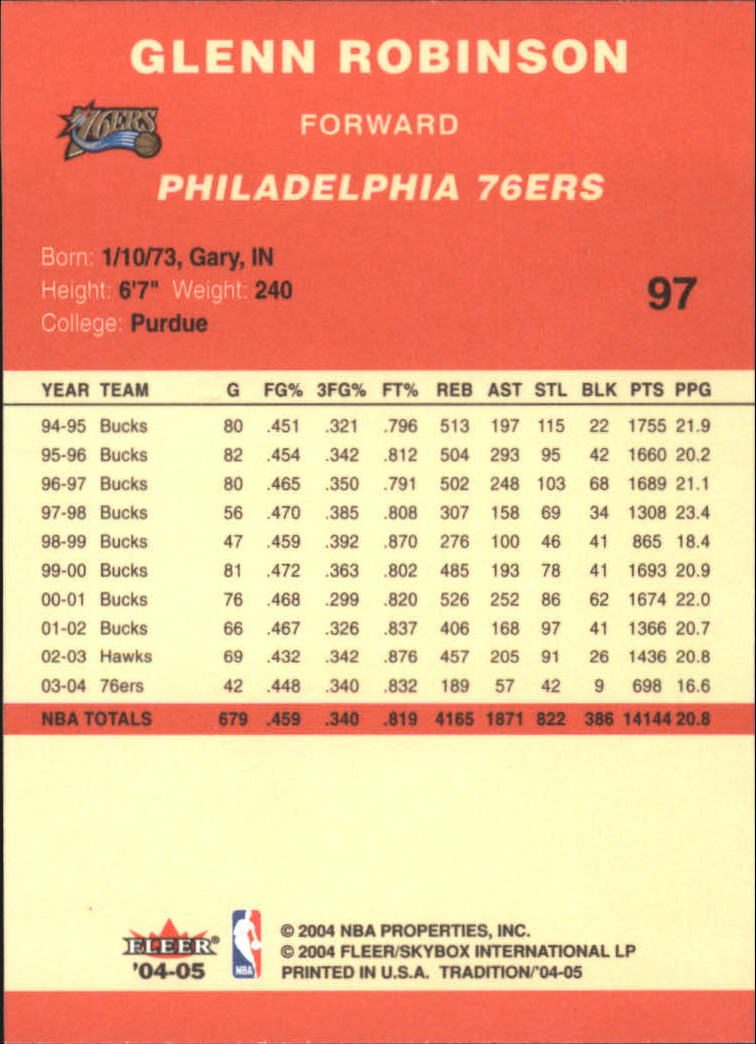 GLENN ROBINSON
76ERS
FORWARD
PHILADELPHIA 76ERS
Born: 1/10/73, Gary, IN
Height: 6'7" Weight: 240
97
College: Purdue
YEAR TEAM G FG% 3FG% FT% REB AST STL BLK PTS PPG
94-95 Bucks 80 .451 .321 .796 513 197 115 22 1755 21.9
95-96 Bucks 82 .454 .342 .812 504 293 95 42 1660 20.2
96-97 Bucks 80 .465 .350 .791 502 248 103 68 1689 21.1
97-98 Bucks 56 .470 .385 .808 307 158 69 34 1308 23.4
98-99 Bucks 47 .459 .392 .870 276 100 46 41 865 18.4
99-00 Bucks 81 .472 .363 .802 485 193 78 41 1693 20.9
00-01 Bucks 76 .468 .299 .820 526 252 86 62 1674 22.0
01-02 Bucks 66 .467 .326 .837 406 168 97 41 1366 20.7
02-03 Hawks 69 .432 .342 .876 457 205 91 26 1436 20.8
03-04 76ers 42 .448 .340 .832 189 57 42 9 698 16.6
NBA TOTALS 679 .459 .340 .819 4165 1871 822 386 14144 20.8
FLEER®
'04-05
NBA
© 2004 NBA PROPERTIES, INC.
© 2004 FLEER/SKYBOX INTERNATIONAL LP
PRINTED IN U.S.A. TRADITION/'04-05